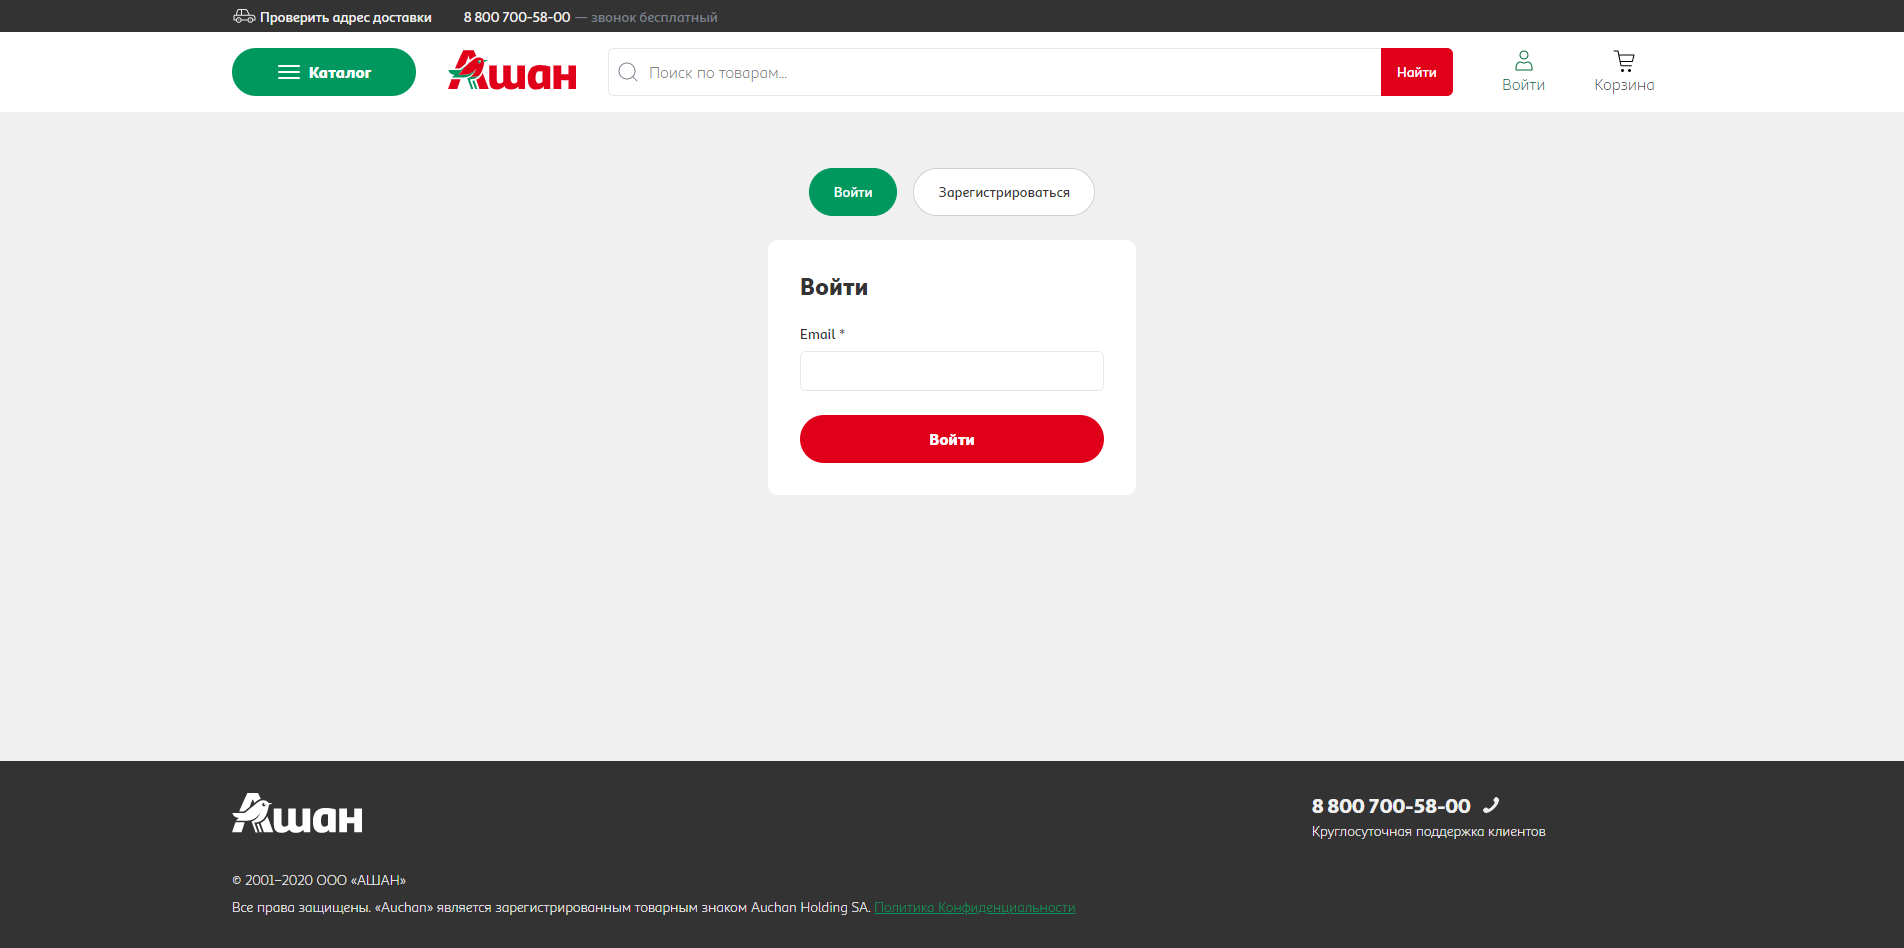 Проверить адрес доставки 8 800 700-58-00 — звонок бесплатный
Каталог Ашан Поиск по товарам... Найти Войти Корзина
Войти Зарегистрироваться
Войти
Email *
Войти
Ашан
8 800 700-58-00
Круглосуточная поддержка клиентов
© 2001–2020 ООО «АШАН»
Все права защищены. «Auchan» является зарегистрированным товарным знаком Auchan Holding SA. Политика Конфиденциальности